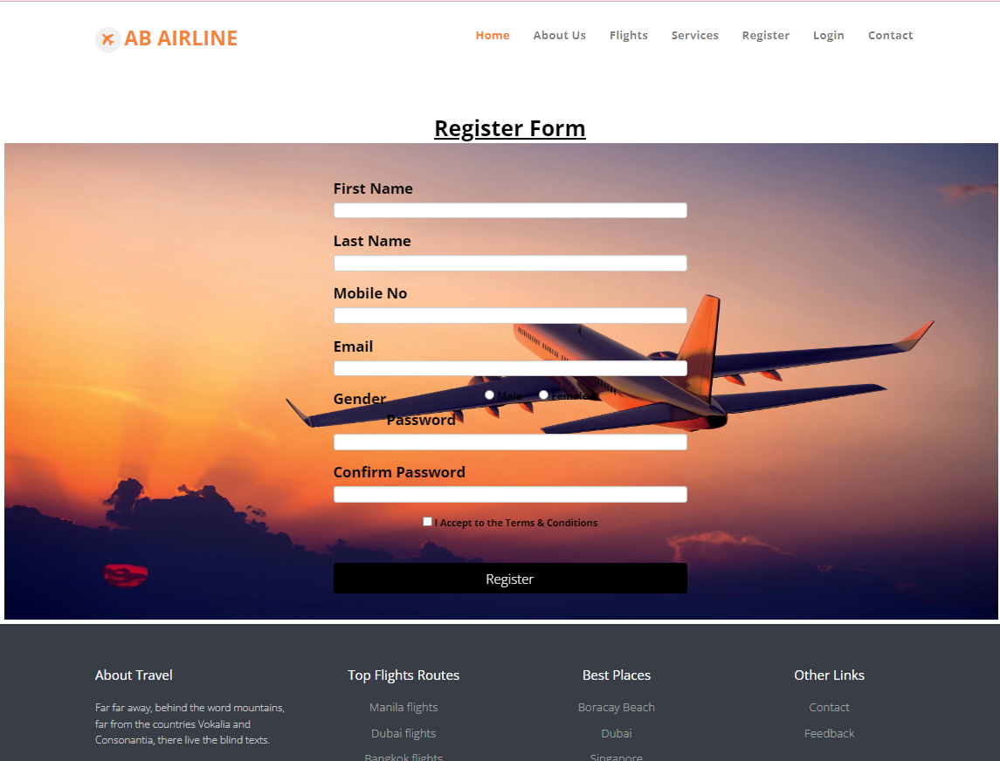 AB AIRLINE
Home About Us Flights Services Register Login Contact
Register Form
First Name
Last Name
Mobile No
Email
Gender Male Female
Password
Confirm Password
I Accept to the Terms & Conditions
Register
About Travel Top Flights Routes Best Places Other Links
Far far away, behind the word mountains, Manila flights Boracay Beach Contact
far from the countries Vokalia and Dubai flights Dubai Feedback
Consonantia, there live the blind texts.
Bangkok flights Singapore